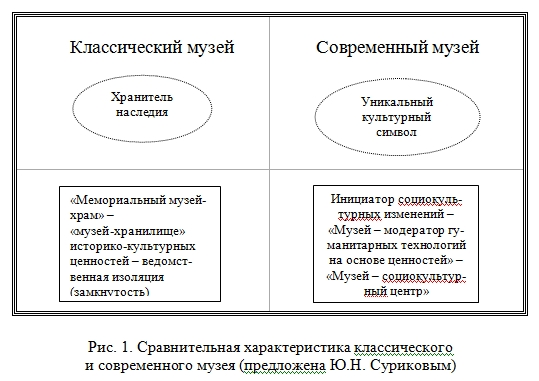 Классический музей
Современный музей
Хранитель
наследия
Уникальный
культурный
символ
«Мемориальный музей-
храм» –
«музей-хранилище»
историко-культурных
ценностей – ведомст-
венная изоляция
(замкнутость)
Инициатор социокуль-
турных изменений –
«Музей – модератор гу-
манитарных технологий
на основе ценностей» –
«Музей – социокультур-
ный центр»
Рис. 1. Сравнительная характеристика классического
и современного музея (предложена Ю.Н. Суриковым)